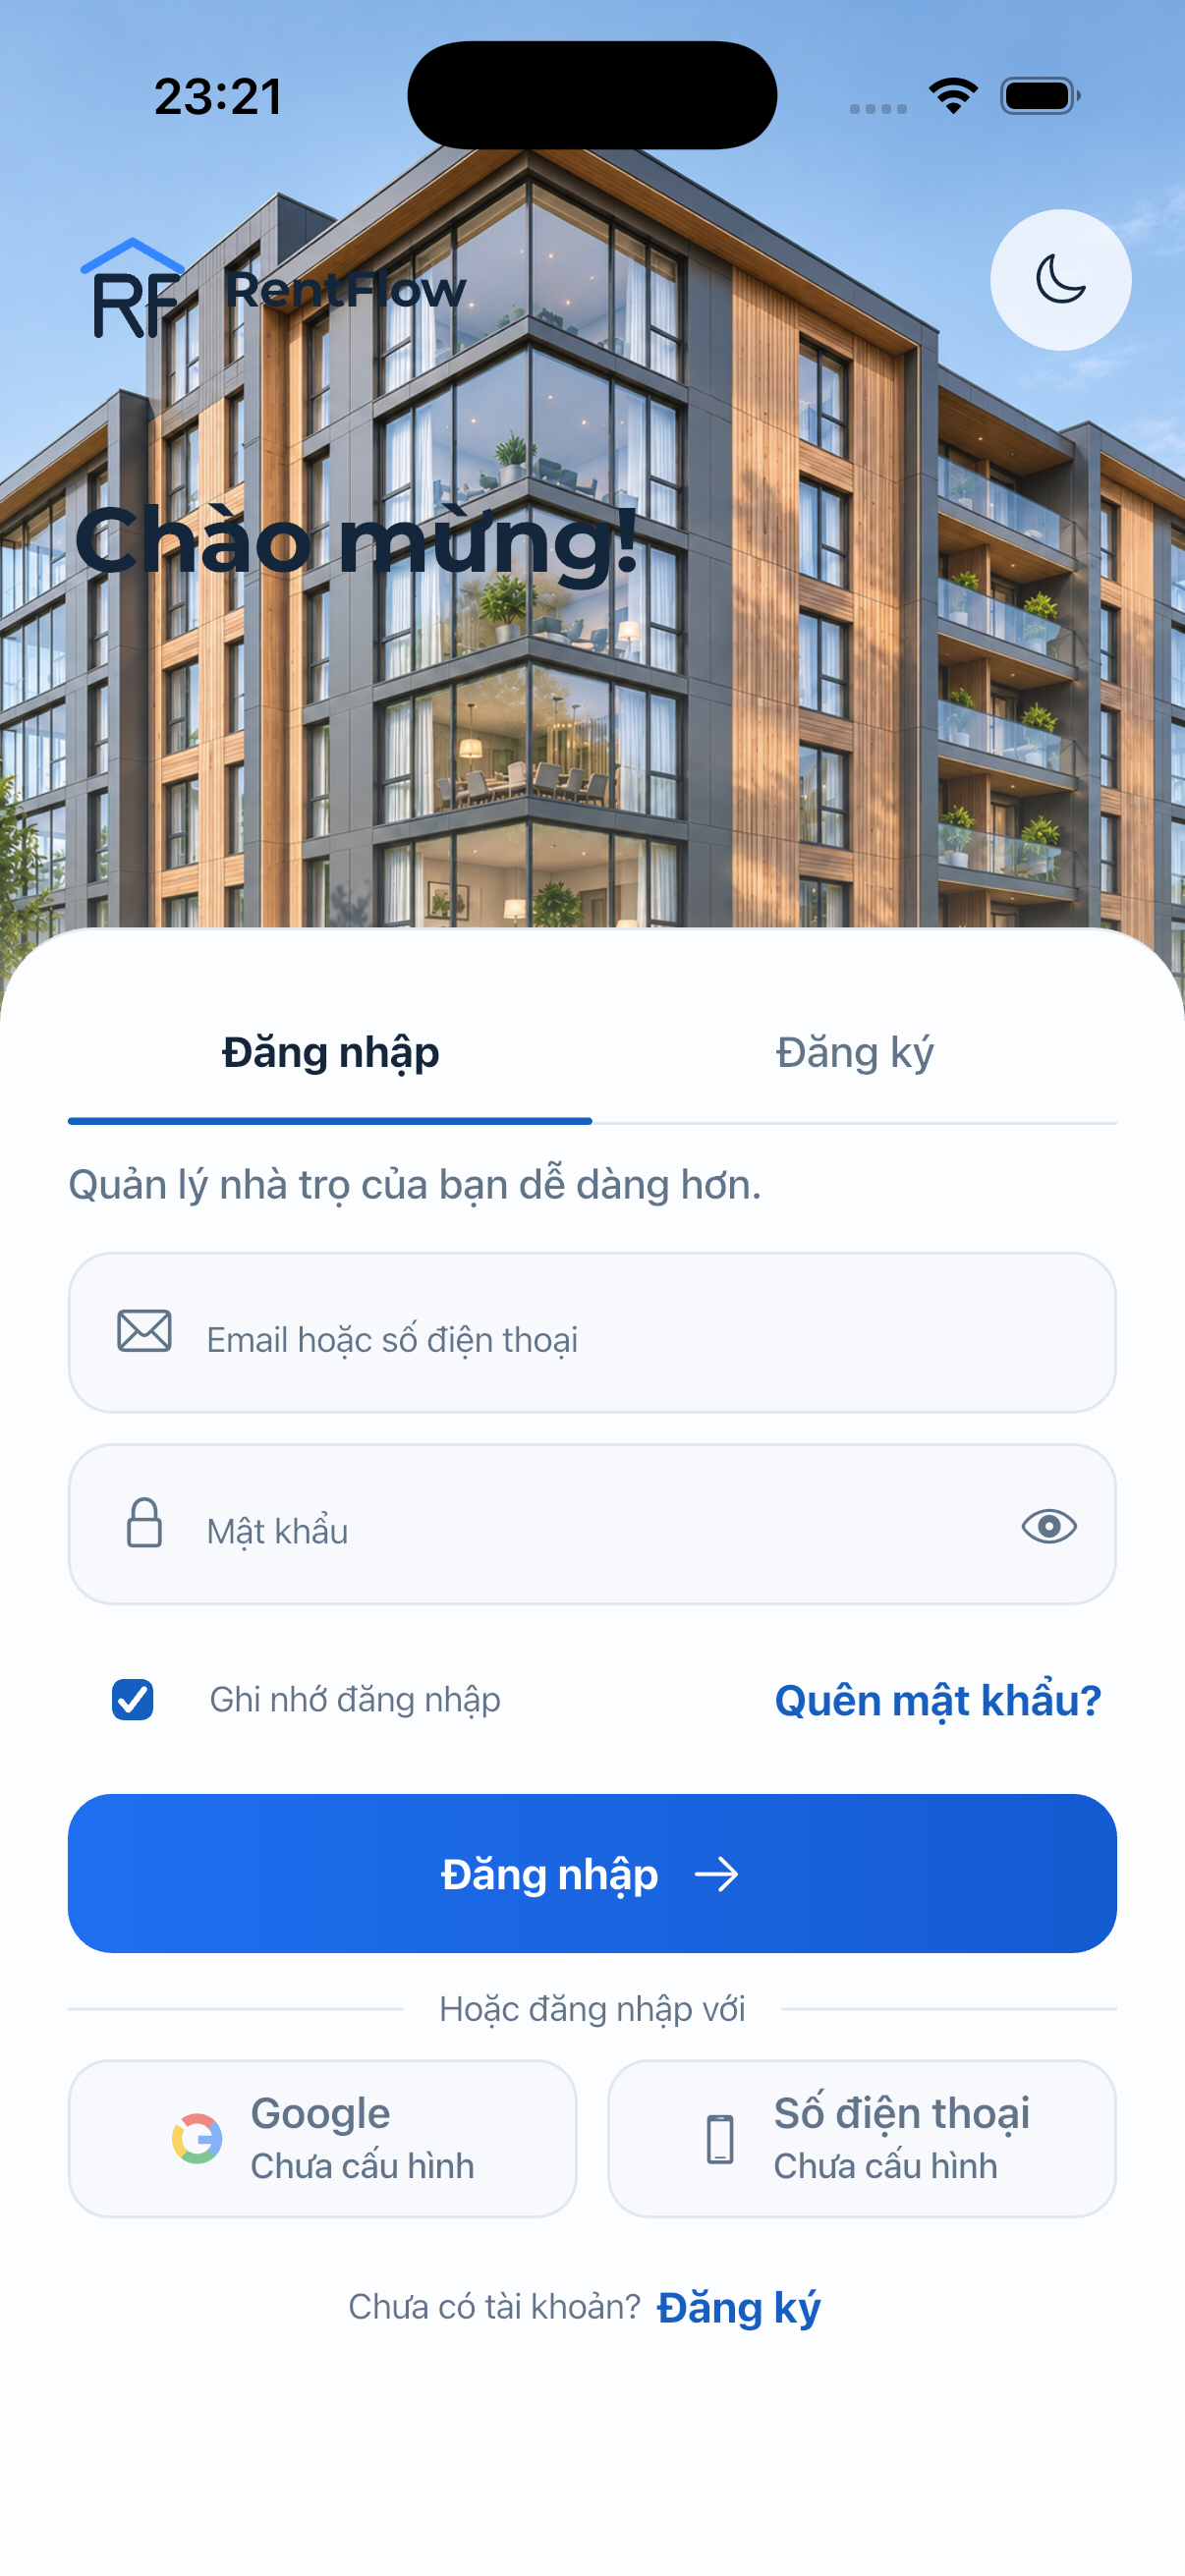 23:21
RF RentFlow
Chào mừng!
Đăng nhập Đăng ký
Quản lý nhà trọ của bạn dễ dàng hơn.
Email hoặc số điện thoại
Mật khẩu
Ghi nhớ đăng nhập Quên mật khẩu?
Đăng nhập →
Hoặc đăng nhập với
Google
Chưa cấu hình
Số điện thoại
Chưa cấu hình
Chưa có tài khoản? Đăng ký